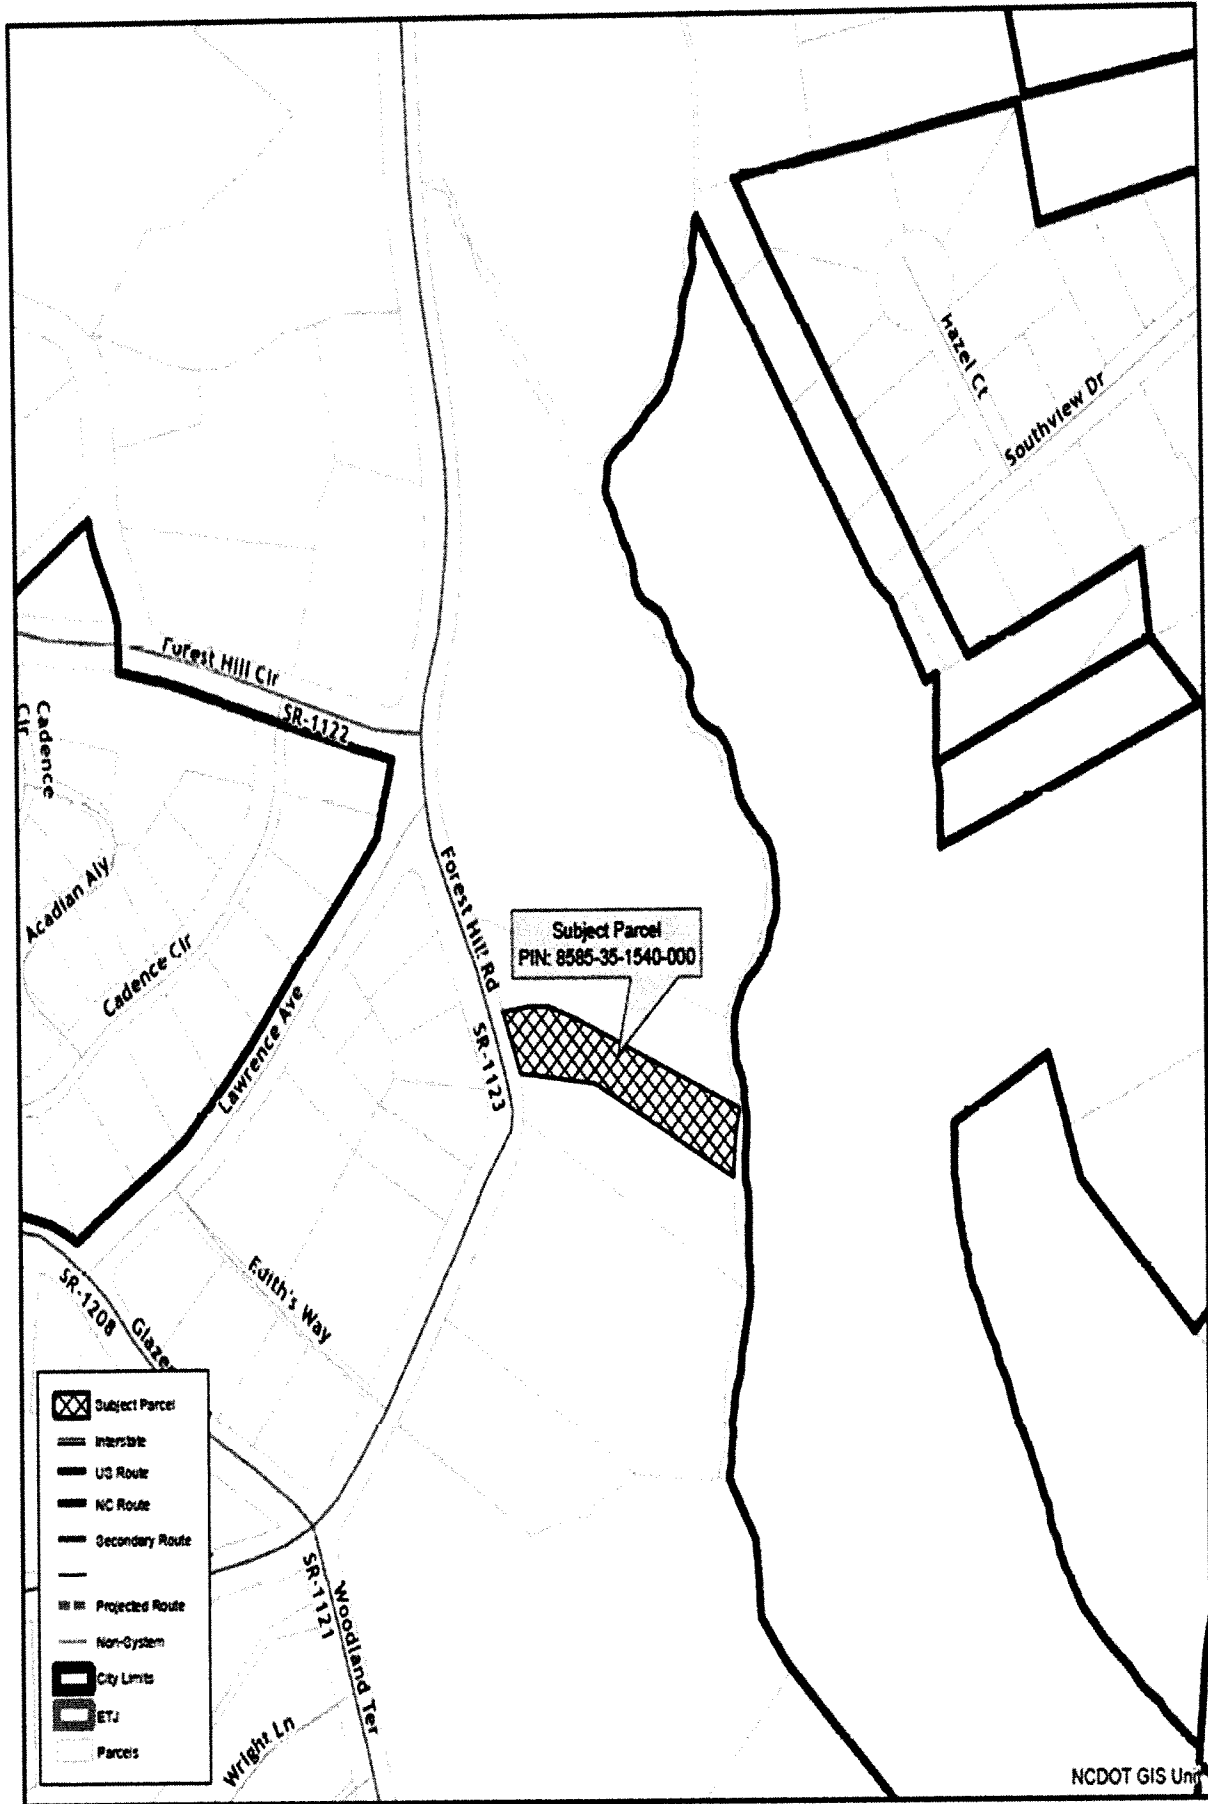 Hazel Ct
Southview Dr
Forest Hill Cir
SR-1122
Cadence
Cir
Acadian Aly
Cadence Cir
Lawrence Ave
Forest Hill Rd
SR-1123
Subject Parcel
PIN: 8585-35-1540-000
Edith's Way
SR-1208
SR-1121
Woodland Ter
Wright Ln
Subject Parcel
Interstate
US Route
NC Route
Secondary Route
Projected Route
Non-System
City Limits
ETJ
Parcels
NCDOT GIS